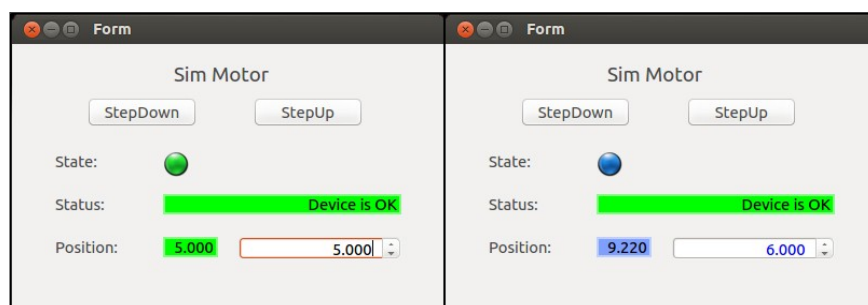 Form
Sim Motor
StepDown StepUp
State:
Status: Device is OK
Position: 5.000 5.000
Form
Sim Motor
StepDown StepUp
State:
Status: Device is OK
Position: 9.220 6.000